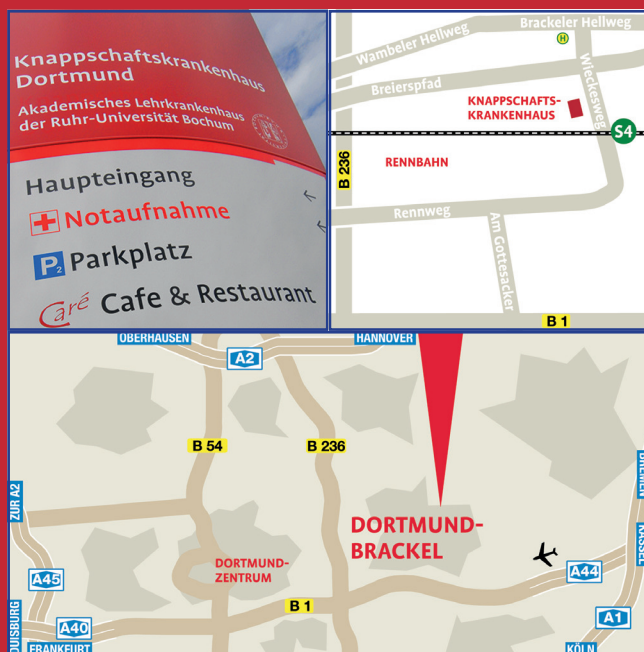 Knappschaftskrankenhaus
Dortmund
Akademisches Lehrkrankenhaus
der Ruhr-Universität Bochum
Haupteingang
Notaufnahme
P2 Parkplatz
Caré Cafe & Restaurant
Wambeler Hellweg
Brackeler Hellweg
H
Breierspfad
Wieckesweg
KNAPPSCHAFTS-
KRANKENHAUS
S4
B 236
RENNBAHN
Rennweg
Am Gottesacker
B 1
OBERHAUSEN
HANNOVER
A2
B 54
B 236
BREMEN
ZUR A2
DORTMUND-
BRACKEL
KASSEL
DORTMUND-
ZENTRUM
A45
A44
B 1
A1
DUISBURG
A40
FRANKFURT
KÖLN